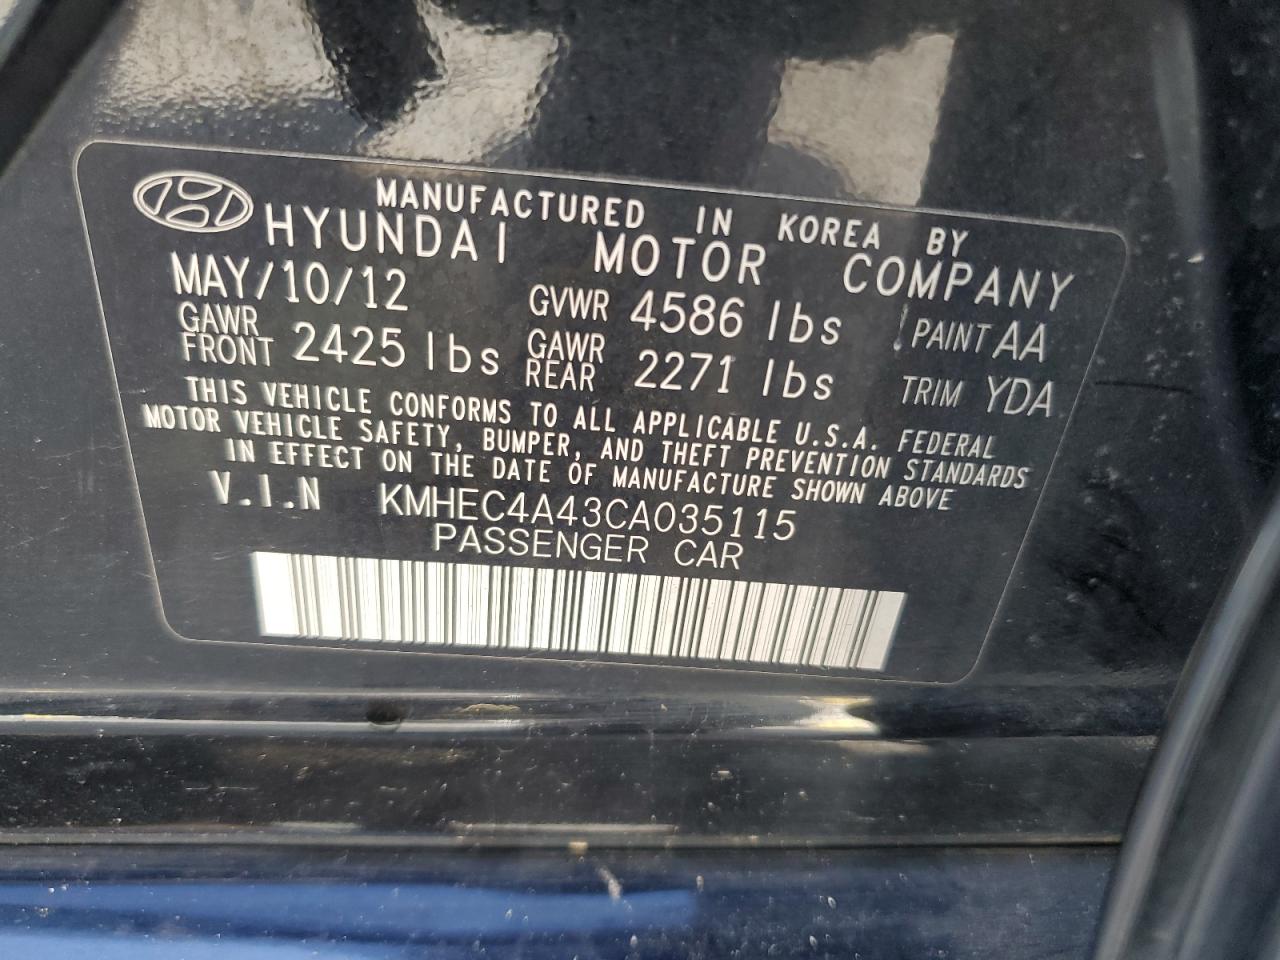 MANUFACTURED IN KOREA BY
HYUNDAI MOTOR COMPANY
MAY/10/12 GVWR 4586 lbs PAINT AA
GAWR FRONT 2425 lbs GAWR REAR 2271 lbs TRIM YDA
THIS VEHICLE CONFORMS TO ALL APPLICABLE U.S.A. FEDERAL
MOTOR VEHICLE SAFETY, BUMPER, AND THEFT PREVENTION STANDARDS
IN EFFECT ON THE DATE OF MANUFACTURE SHOWN ABOVE
V.I.N KMHEC4A43CA035115
PASSENGER CAR